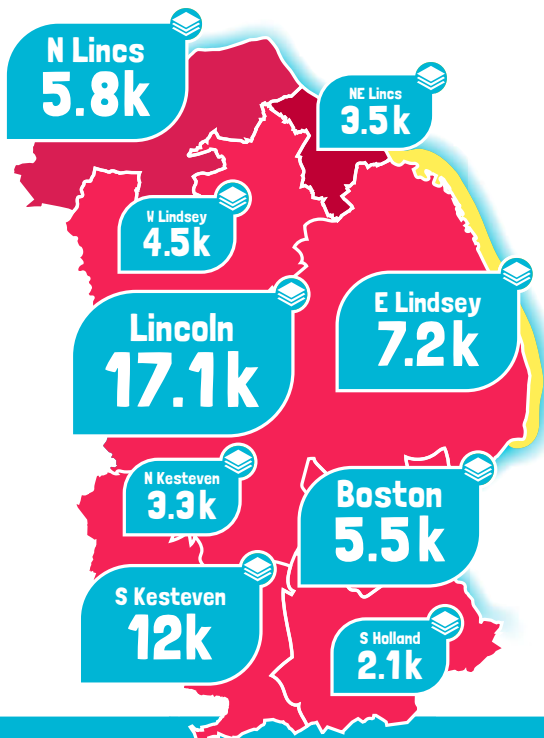 N Lincs
5.8k
NE Lincs
3.5k
W Lindsey
4.5k
Lincoln
17.1k
E Lindsey
7.2k
N Kesteven
3.3k
Boston
5.5k
S Kesteven
12k
S Holland
2.1k